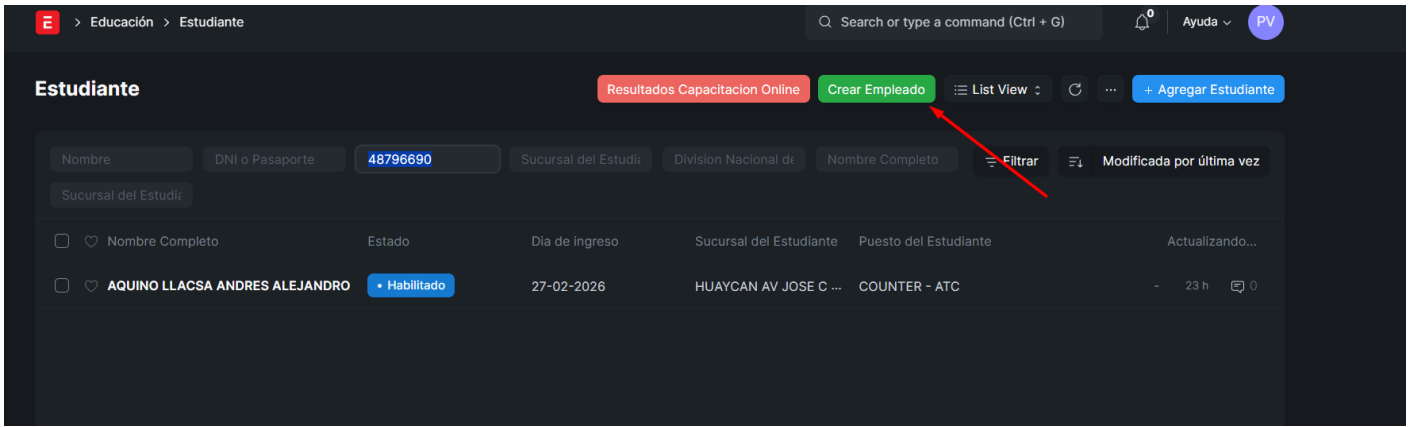 E > Educación > Estudiante Search or type a command (Ctrl + G) 0 Ayuda PV
Estudiante Resultados Capacitacion Online Crear Empleado List View ... + Agregar Estudiante
Nombre DNI o Pasaporte 48796690 Sucursal del Estudia Division Nacional de Nombre Completo Filtrar Modificada por última vez
Sucursal del Estudia
Nombre Completo Estado Dia de ingreso Sucursal del Estudiante Puesto del Estudiante Actualizando...
AQUINO LLACSA ANDRES ALEJANDRO • Habilitado 27-02-2026 HUAYCAN AV JOSE C ... COUNTER - ATC - 23 h 0